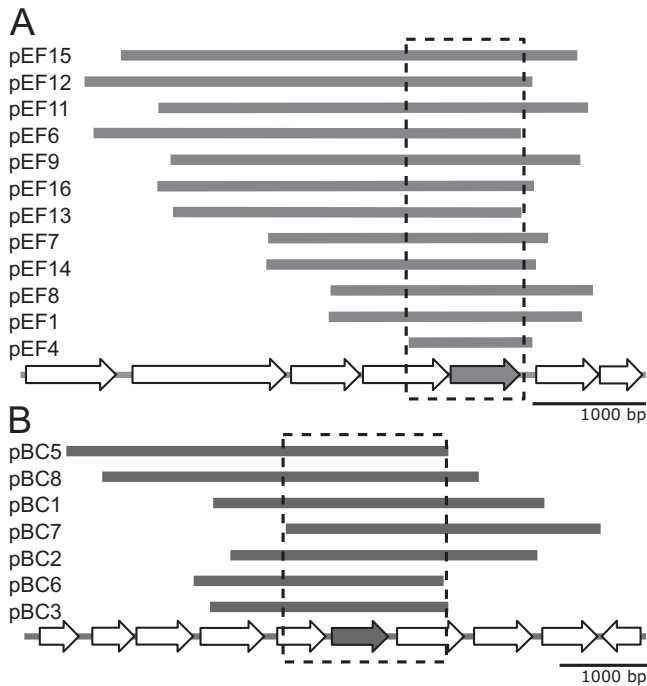 A
pEF15
pEF12
pEF11
pEF6
pEF9
pEF16
pEF13
pEF7
pEF14
pEF8
pEF1
pEF4
1000 bp
B
pBC5
pBC8
pBC1
pBC7
pBC2
pBC6
pBC3
1000 bp